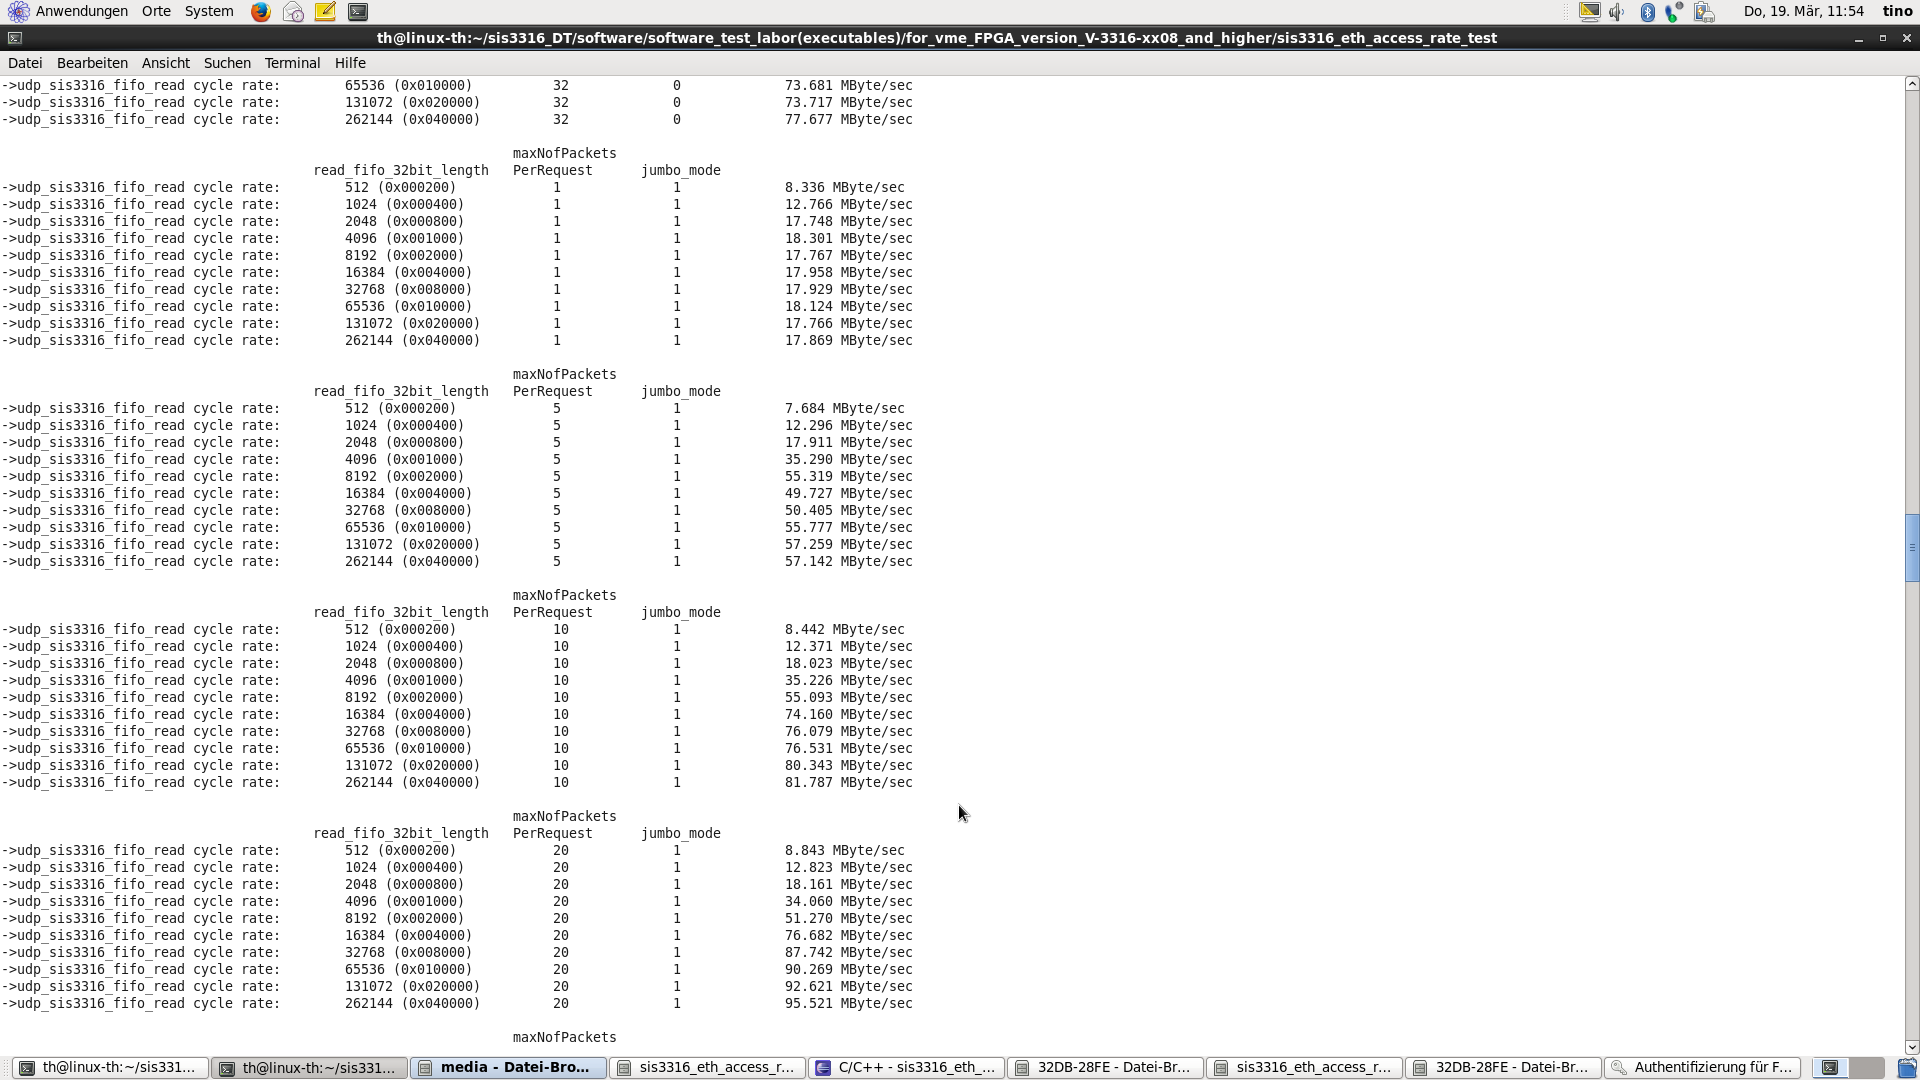 Anwendungen Orte System Do, 19. Mär, 11:54 tino
th@linux-th:~/sis3316_DT/software/software_test_labor(executables)/for_vme_FPGA_version_V-3316-xx08_and_higher/sis3316_eth_access_rate_test
Datei Bearbeiten Ansicht Suchen Terminal Hilfe
->udp_sis3316_fifo_read cycle rate: 65536 (0x010000) 32 0 73.681 MByte/sec
->udp_sis3316_fifo_read cycle rate: 131072 (0x020000) 32 0 73.717 MByte/sec
->udp_sis3316_fifo_read cycle rate: 262144 (0x040000) 32 0 77.677 MByte/sec
maxNofPackets
read_fifo_32bit_length PerRequest jumbo_mode
->udp_sis3316_fifo_read cycle rate: 512 (0x000200) 1 1 8.336 MByte/sec
->udp_sis3316_fifo_read cycle rate: 1024 (0x000400) 1 1 12.766 MByte/sec
->udp_sis3316_fifo_read cycle rate: 2048 (0x000800) 1 1 17.748 MByte/sec
->udp_sis3316_fifo_read cycle rate: 4096 (0x001000) 1 1 18.301 MByte/sec
->udp_sis3316_fifo_read cycle rate: 8192 (0x002000) 1 1 17.767 MByte/sec
->udp_sis3316_fifo_read cycle rate: 16384 (0x004000) 1 1 17.958 MByte/sec
->udp_sis3316_fifo_read cycle rate: 32768 (0x008000) 1 1 17.929 MByte/sec
->udp_sis3316_fifo_read cycle rate: 65536 (0x010000) 1 1 18.124 MByte/sec
->udp_sis3316_fifo_read cycle rate: 131072 (0x020000) 1 1 17.766 MByte/sec
->udp_sis3316_fifo_read cycle rate: 262144 (0x040000) 1 1 17.869 MByte/sec
maxNofPackets
read_fifo_32bit_length PerRequest jumbo_mode
->udp_sis3316_fifo_read cycle rate: 512 (0x000200) 5 1 7.684 MByte/sec
->udp_sis3316_fifo_read cycle rate: 1024 (0x000400) 5 1 12.296 MByte/sec
->udp_sis3316_fifo_read cycle rate: 2048 (0x000800) 5 1 17.911 MByte/sec
->udp_sis3316_fifo_read cycle rate: 4096 (0x001000) 5 1 35.290 MByte/sec
->udp_sis3316_fifo_read cycle rate: 8192 (0x002000) 5 1 55.319 MByte/sec
->udp_sis3316_fifo_read cycle rate: 16384 (0x004000) 5 1 49.727 MByte/sec
->udp_sis3316_fifo_read cycle rate: 32768 (0x008000) 5 1 50.405 MByte/sec
->udp_sis3316_fifo_read cycle rate: 65536 (0x010000) 5 1 55.777 MByte/sec
->udp_sis3316_fifo_read cycle rate: 131072 (0x020000) 5 1 57.259 MByte/sec
->udp_sis3316_fifo_read cycle rate: 262144 (0x040000) 5 1 57.142 MByte/sec
maxNofPackets
read_fifo_32bit_length PerRequest jumbo_mode
->udp_sis3316_fifo_read cycle rate: 512 (0x000200) 10 1 8.442 MByte/sec
->udp_sis3316_fifo_read cycle rate: 1024 (0x000400) 10 1 12.371 MByte/sec
->udp_sis3316_fifo_read cycle rate: 2048 (0x000800) 10 1 18.023 MByte/sec
->udp_sis3316_fifo_read cycle rate: 4096 (0x001000) 10 1 35.226 MByte/sec
->udp_sis3316_fifo_read cycle rate: 8192 (0x002000) 10 1 55.093 MByte/sec
->udp_sis3316_fifo_read cycle rate: 16384 (0x004000) 10 1 74.160 MByte/sec
->udp_sis3316_fifo_read cycle rate: 32768 (0x008000) 10 1 76.079 MByte/sec
->udp_sis3316_fifo_read cycle rate: 65536 (0x010000) 10 1 76.531 MByte/sec
->udp_sis3316_fifo_read cycle rate: 131072 (0x020000) 10 1 80.343 MByte/sec
->udp_sis3316_fifo_read cycle rate: 262144 (0x040000) 10 1 81.787 MByte/sec
maxNofPackets
read_fifo_32bit_length PerRequest jumbo_mode
->udp_sis3316_fifo_read cycle rate: 512 (0x000200) 20 1 8.843 MByte/sec
->udp_sis3316_fifo_read cycle rate: 1024 (0x000400) 20 1 12.823 MByte/sec
->udp_sis3316_fifo_read cycle rate: 2048 (0x000800) 20 1 18.161 MByte/sec
->udp_sis3316_fifo_read cycle rate: 4096 (0x001000) 20 1 34.060 MByte/sec
->udp_sis3316_fifo_read cycle rate: 8192 (0x002000) 20 1 51.270 MByte/sec
->udp_sis3316_fifo_read cycle rate: 16384 (0x004000) 20 1 76.682 MByte/sec
->udp_sis3316_fifo_read cycle rate: 32768 (0x008000) 20 1 87.742 MByte/sec
->udp_sis3316_fifo_read cycle rate: 65536 (0x010000) 20 1 90.269 MByte/sec
->udp_sis3316_fifo_read cycle rate: 131072 (0x020000) 20 1 92.621 MByte/sec
->udp_sis3316_fifo_read cycle rate: 262144 (0x040000) 20 1 95.521 MByte/sec
maxNofPackets
th@linux-th:~/sis331... th@linux-th:~/sis331... media - Datei-Bro... sis3316_eth_access_r... C/C++ - sis3316_eth_... 32DB-28FE - Datei-Br... sis3316_eth_access_r... 32DB-28FE - Datei-Br... Authentifizierung für F...